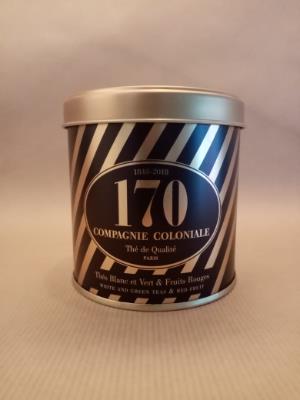 1848-2018
170
COMPAGNIE COLONIALE
Thé de Qualité
PARIS
Thés Blanc et Vert & Fruits Rouges
WHITE AND GREEN TEAS & RED FRUIT